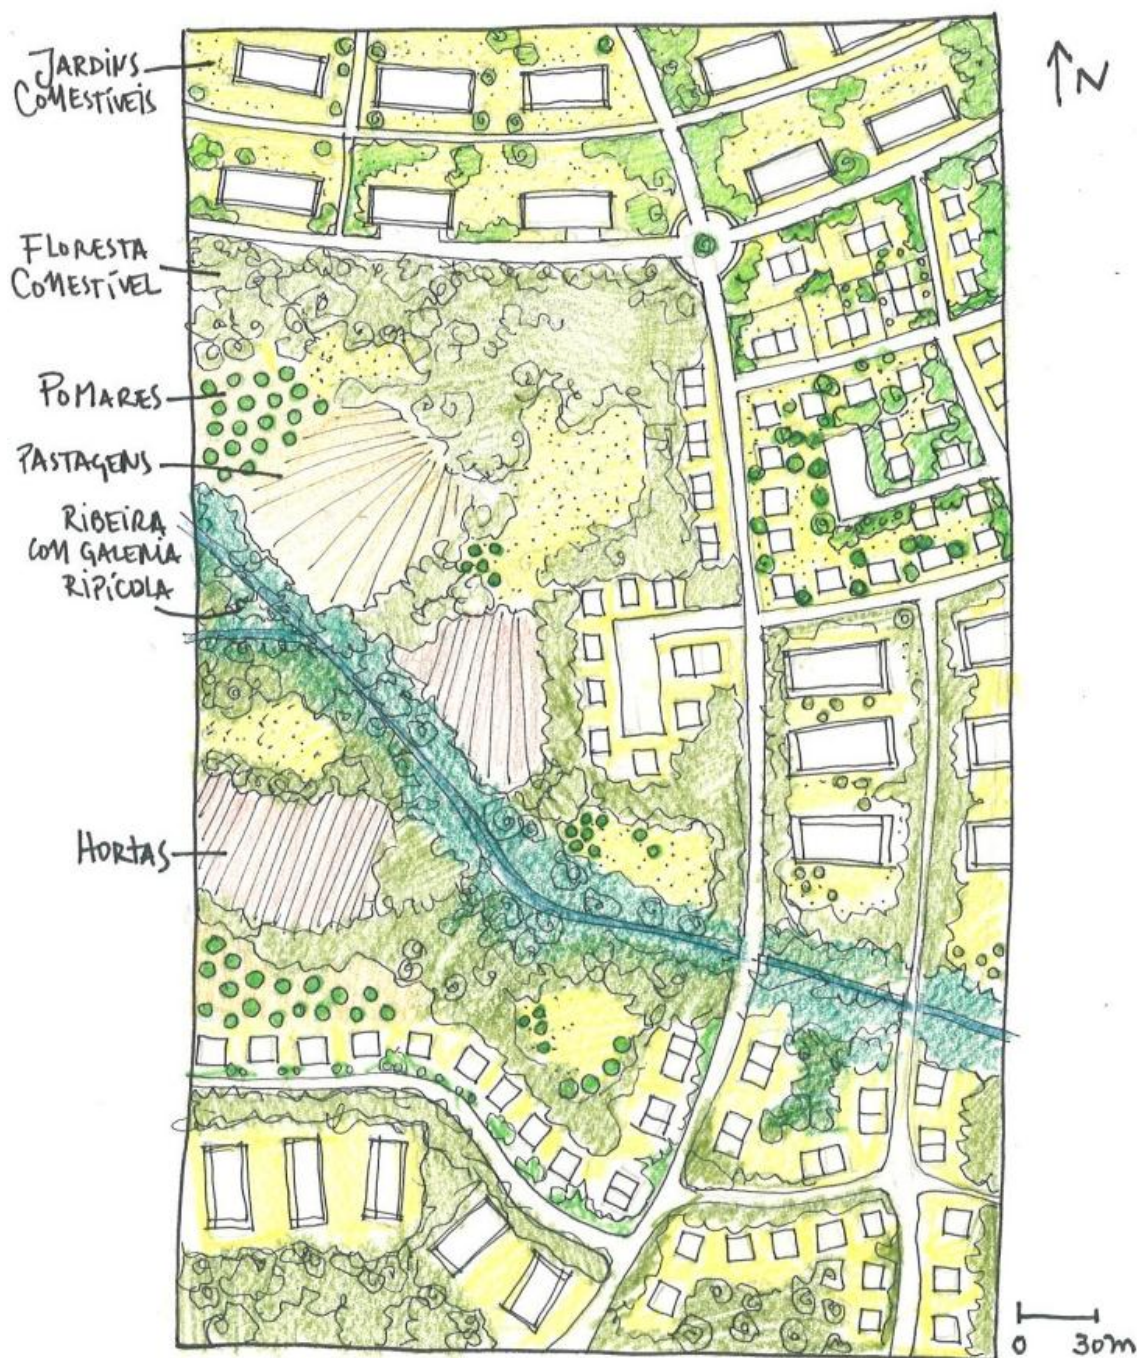 JARDINS
COMESTÍVEIS
N
FLORESTA
COMESTÍVEL
POMARES
PASTAGENS
RIBEIRA
COM GALERIA
RIPÍCOLA
HORTAS
0 30m